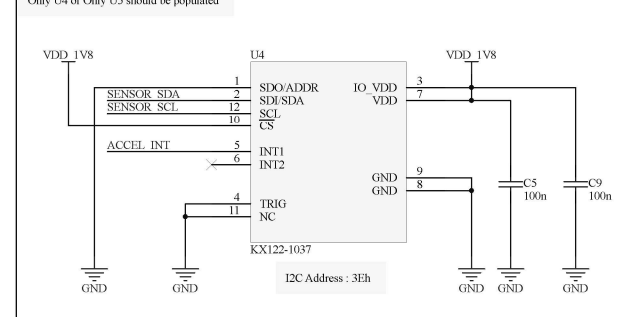 Only U4 or Only U5 should be populated
VDD_1V8
U4
VDD_1V8
1
SDO/ADDR
IO_VDD
3
SENSOR_SDA
2
SDI/SDA
VDD
7
SENSOR_SCL
12
SCL
10
CS
ACCEL_INT
5
INT1
6
INT2
GND
9
GND
8
C5
100n
C9
100n
4
TRIG
11
NC
KX122-1037
I2C Address : 3Eh
GND
GND
GND
GND
GND